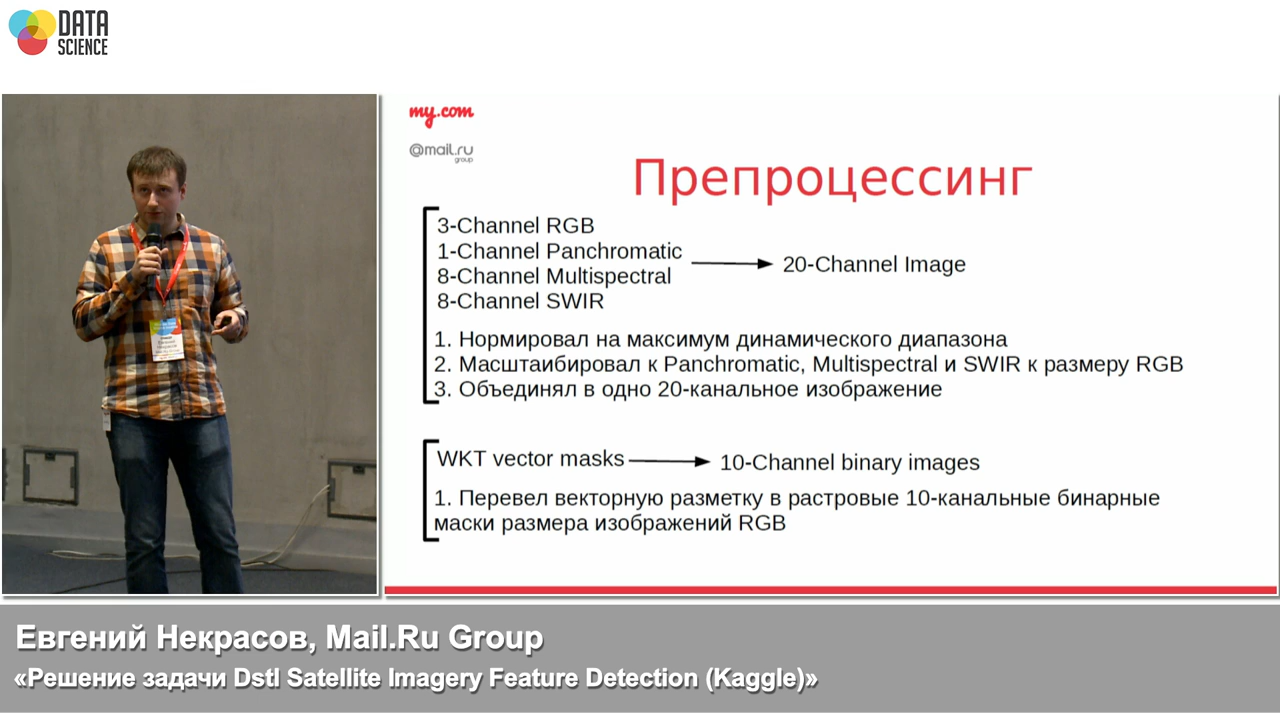 DATA
SCIENCE
my.com
@mail.ru
group
Препроцессинг
3-Channel RGB
1-Channel Panchromatic
8-Channel Multispectral
8-Channel SWIR
20-Channel Image
1. Нормировал на максимум динамического диапазона
2. Масштаибировал к Panchromatic, Multispectral и SWIR к размеру RGB
3. Объединял в одно 20-канальное изображение
WKT vector masks
10-Channel binary images
1. Перевел векторную разметку в растровые 10-канальные бинарные
маски размера изображений RGB
Евгений Некрасов, Mail.Ru Group
«Решение задачи Dstl Satellite Imagery Feature Detection (Kaggle)»